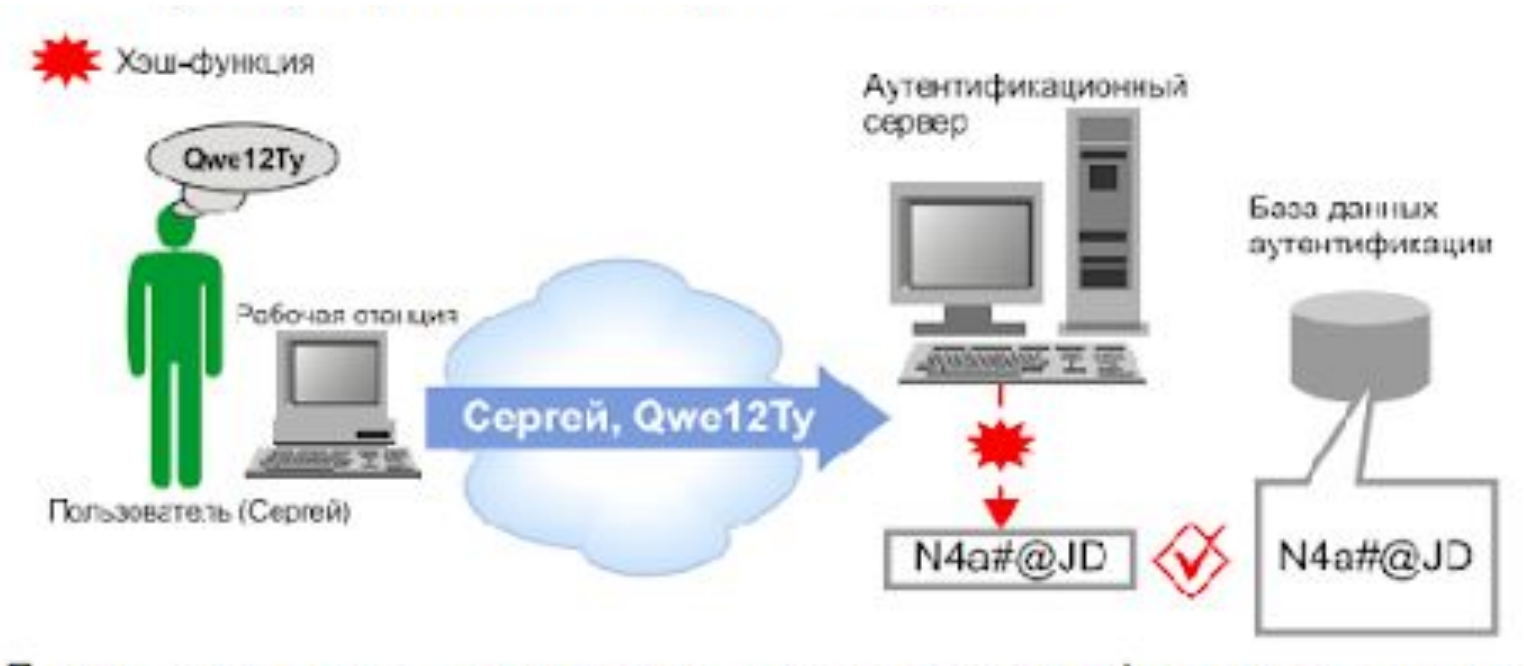 Хэш-функция
Qwe12Ty
Аутентификационный
сервер
База данных
аутентификации
Рабочая станция
Сергей, Qwe12Ty
Пользователь (Сергей)
N4a#@JD
N4a#@JD